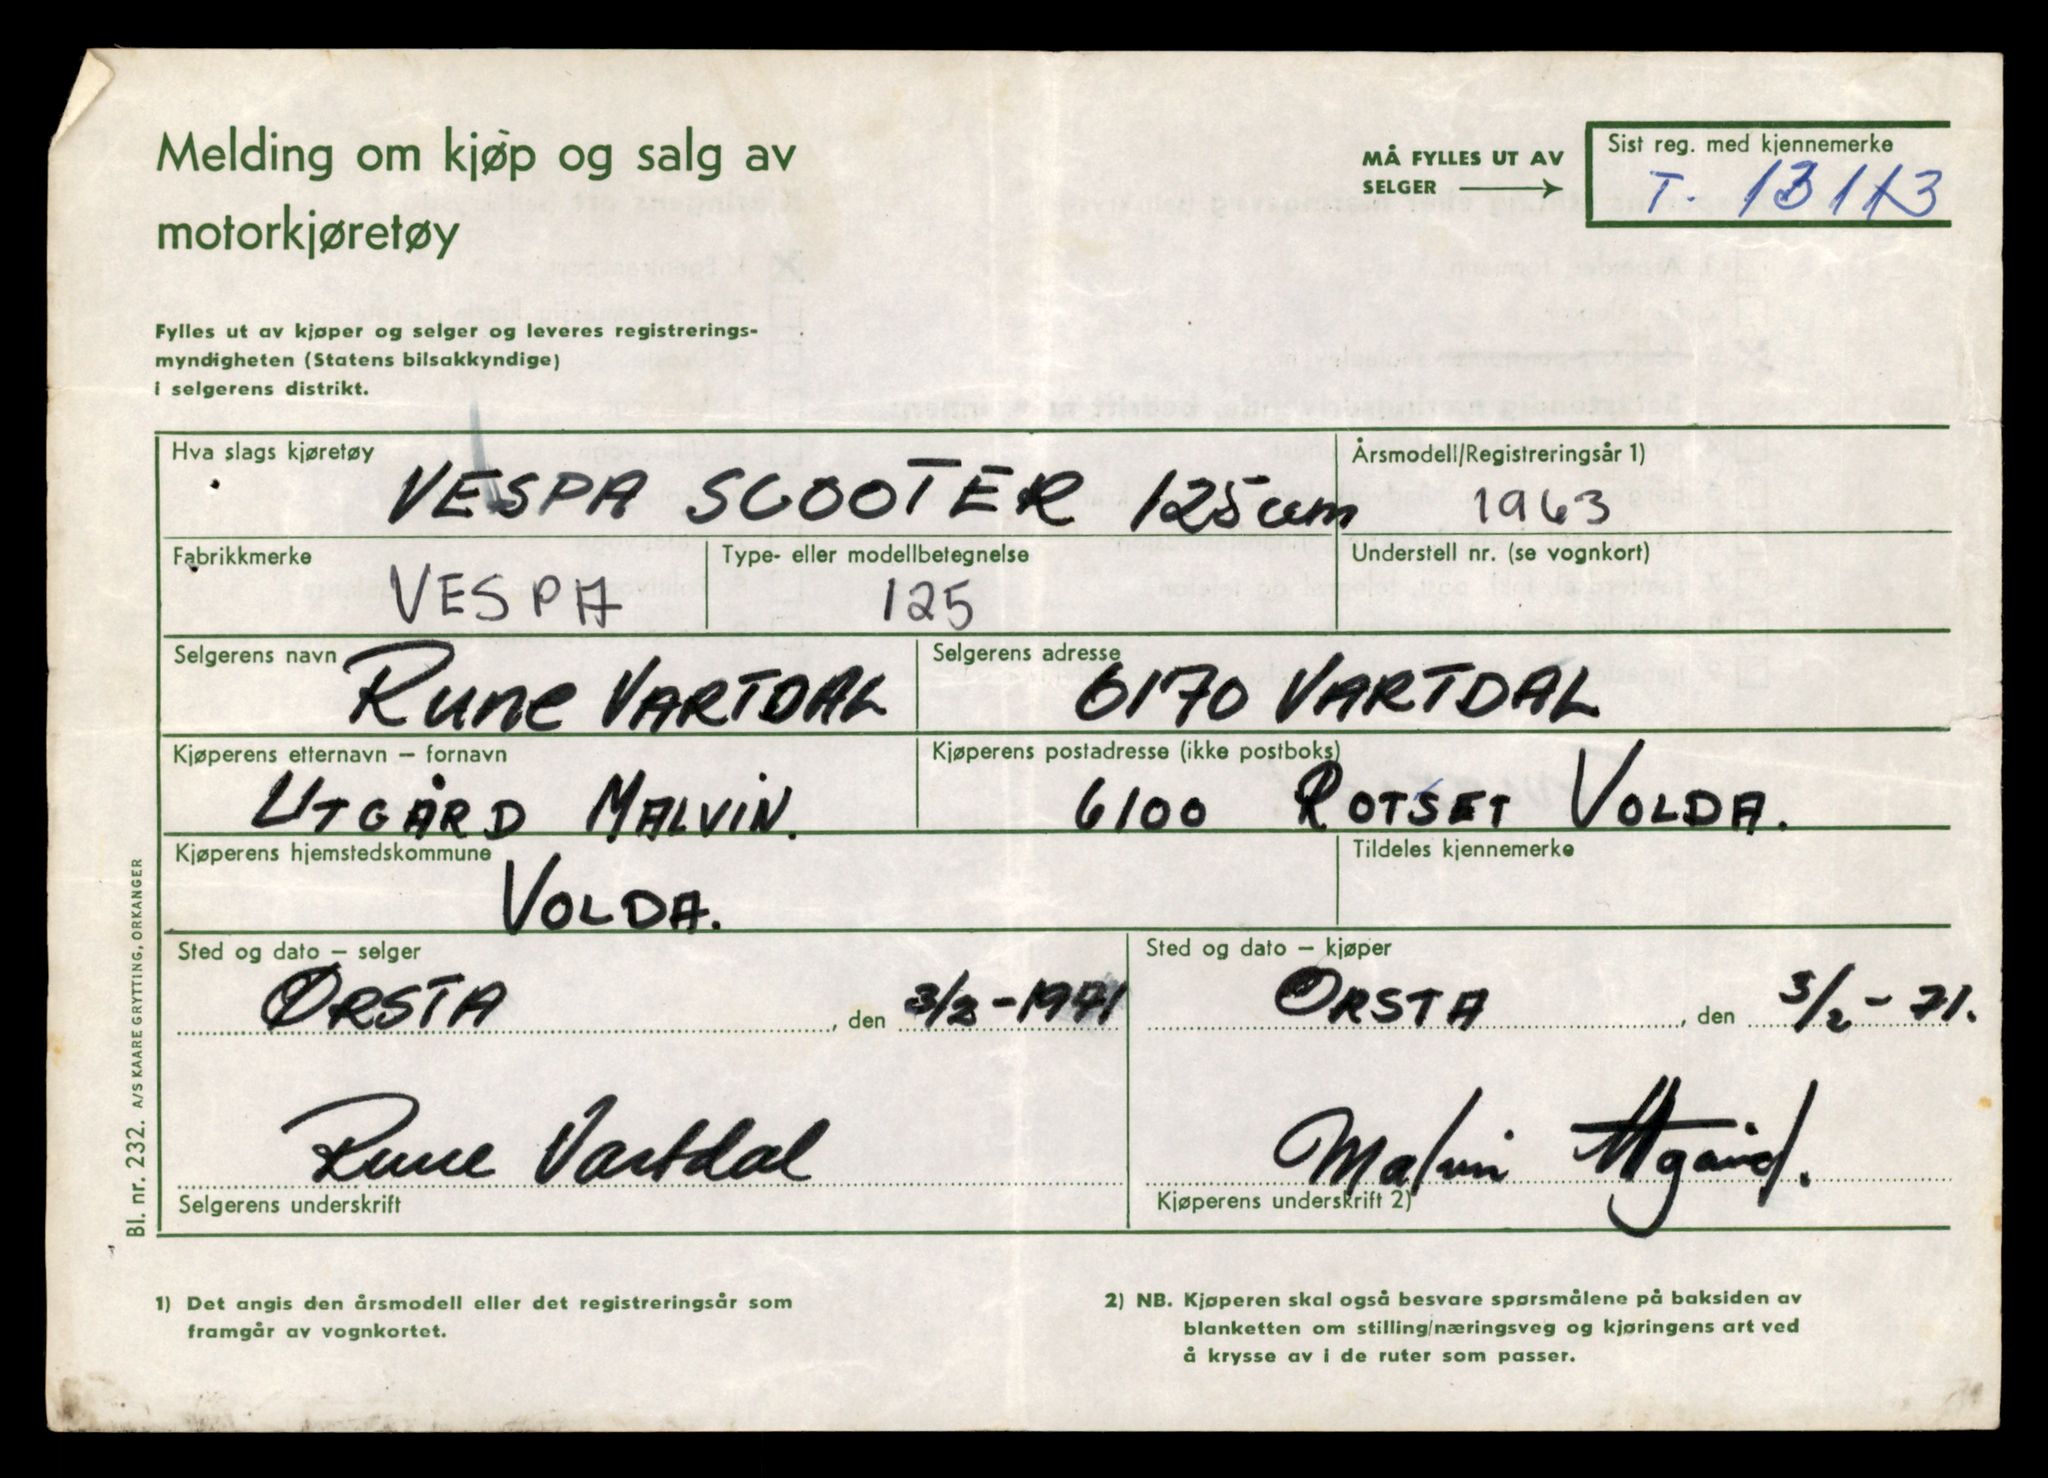 Melding om kjøp og salg av
motorkjøretøy
MÅ FYLLES UT AV
SELGER
Sist reg. med kjennemerke
T- 13113
Fylles ut av kjøper og selger og leveres registrerings-
myndigheten (Statens bilsakkyndige)
i selgerens distrikt.
Hva slags kjøretøy
VESPA SCOOTER 125 ccm
Årsmodell/Registreringsår 1)
1963
Fabrikkmerke
VESPA
Type- eller modellbetegnelse
125
Understell nr. (se vognkort)
Selgerens navn
Rune VARTDAL
Selgerens adresse
6170 VARTDAL
Kjøperens etternavn – fornavn
UTGÅRD MALVIN.
Kjøperens postadresse (ikke postboks)
6100 ROTSET VOLDA.
Kjøperens hjemstedskommune
VOLDA.
Tildeles kjennemerke
Sted og dato – selger
ØRSTA, den 3/2-1971
Sted og dato – kjøper
ØRSTA, den 3/2-71.
Rune Vartdal
Selgerens underskrift
Malvin Utgård.
Kjøperens underskrift 2)
Bl. nr. 232. A/S KAARE GRYTTING, ORKANGER
1) Det angis den årsmodell eller det registreringsår som
framgår av vognkortet.
2) NB. Kjøperen skal også besvare spørsmålene på baksiden av
blanketten om stilling/næringsveg og kjøringens art ved
å krysse av i de ruter som passer.